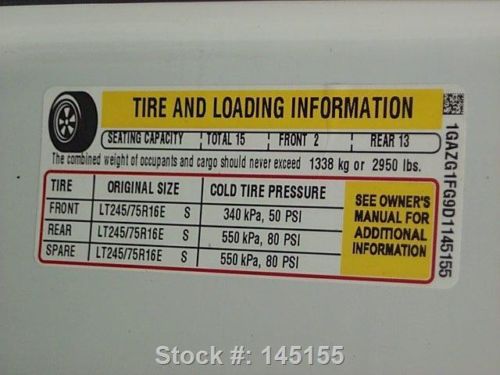 TIRE AND LOADING INFORMATION
SEATING CAPACITY TOTAL 15 FRONT 2 REAR 13
The combined weight of occupants and cargo should never exceed 1338 kg or 2950 lbs.
TIRE ORIGINAL SIZE COLD TIRE PRESSURE
FRONT LT245/75R16E S 340 kPa, 50 PSI
REAR LT245/75R16E S 550 kPa, 80 PSI
SPARE LT245/75R16E S 550 kPa, 80 PSI
SEE OWNER'S
MANUAL FOR
ADDITIONAL
INFORMATION
1GAZG1FG9D1145155
Stock #: 145155